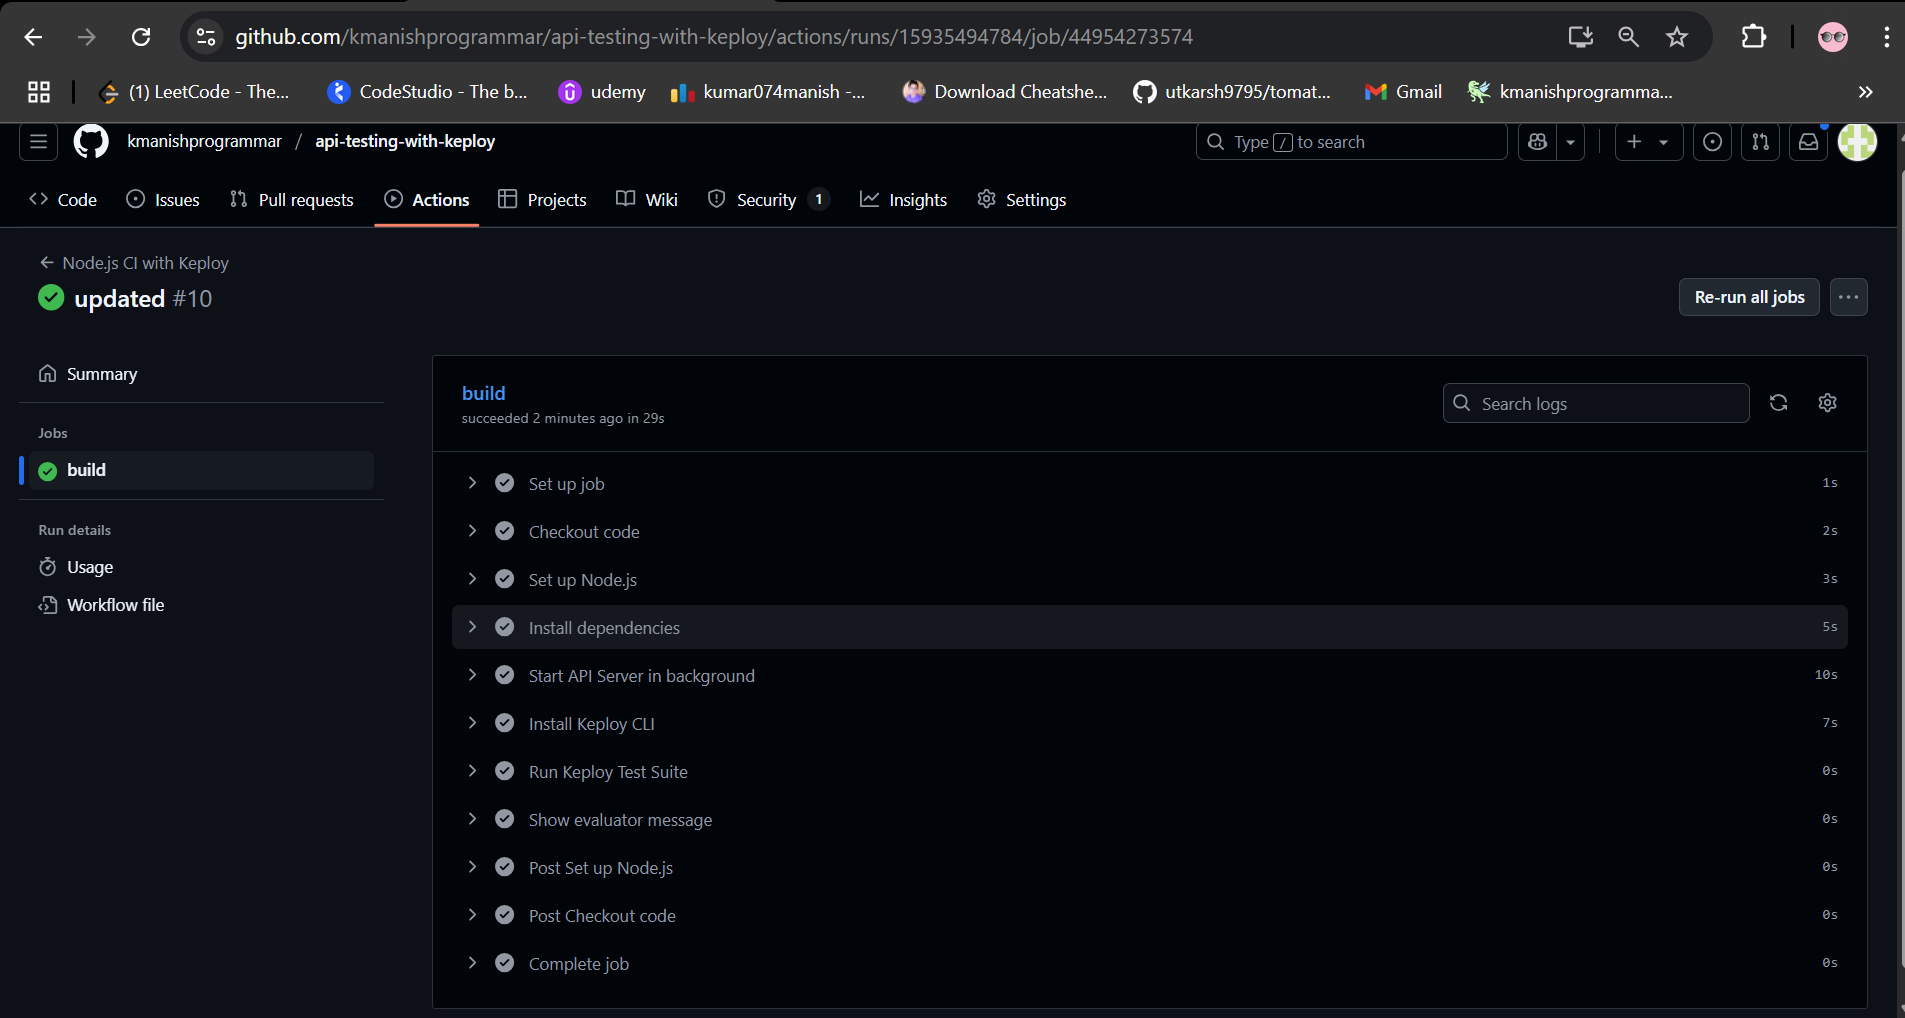 github.com/kmanishprogrammar/api-testing-with-keploy/actions/runs/15935494784/job/44954273574
(1) LeetCode - The... CodeStudio - The b... udemy kumar074manish -... Download Cheatshe... utkarsh9795/tomat... Gmail kmanishprogramma... »
kmanishprogrammar / api-testing-with-keploy Type / to search
Code Issues Pull requests Actions Projects Wiki Security 1 Insights Settings
← Node.js CI with Keploy
updated #10 Re-run all jobs ...
Summary
Jobs
build
Run details
Usage
Workflow file
build
succeeded 2 minutes ago in 29s
Search logs
Set up job 1s
Checkout code 2s
Set up Node.js 3s
Install dependencies 5s
Start API Server in background 10s
Install Keploy CLI 7s
Run Keploy Test Suite 0s
Show evaluator message 0s
Post Set up Node.js 0s
Post Checkout code 0s
Complete job 0s